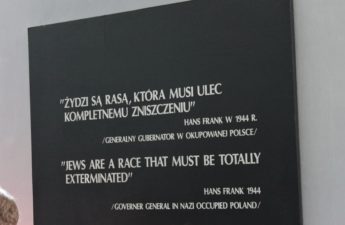 "ŻYDZI SĄ RASĄ, KTÓRA MUSI ULEC
KOMPLETNEMU ZNISZCZENIU"
HANS FRANK W 1944 R.
/GENERALNY GUBERNATOR W OKUPOWANEJ POLSCE/
"JEWS ARE A RACE THAT MUST BE TOTALLY
EXTERMINATED"
HANS FRANK 1944
/GOVERNER GENERAL IN NAZI OCCUPIED POLAND/